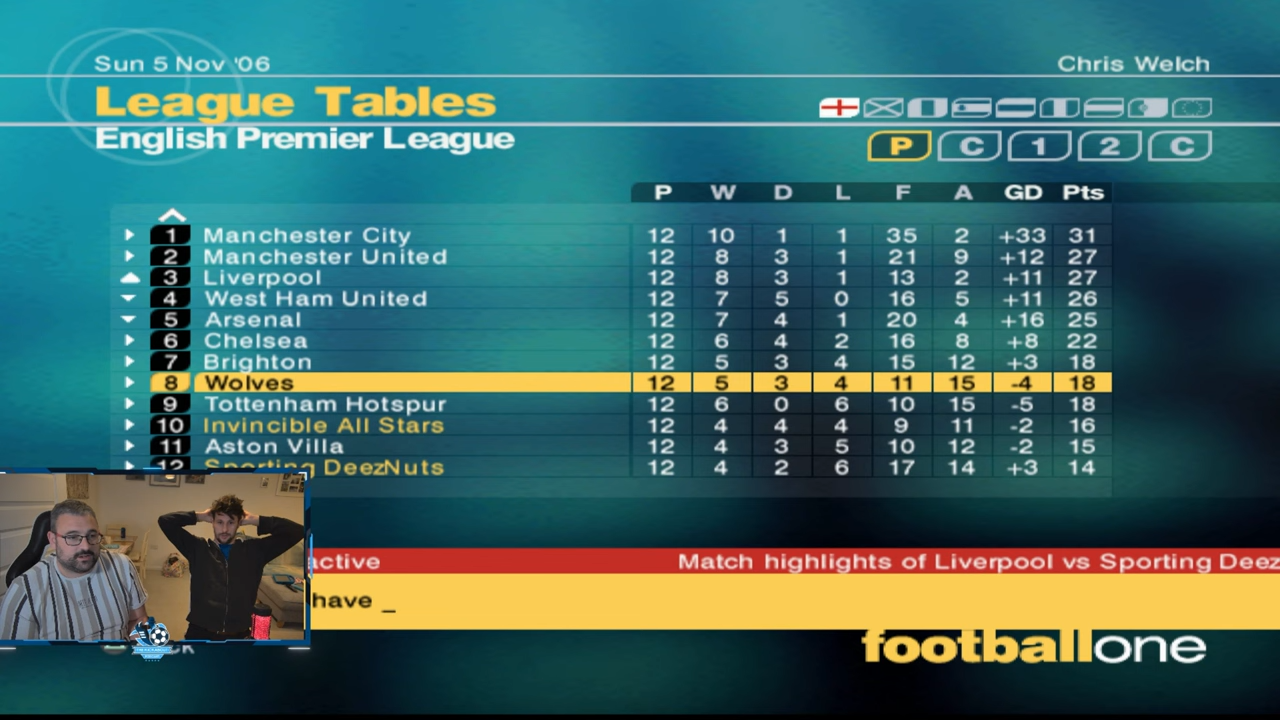 Sun 5 Nov '06
Chris Welch
League Tables
English Premier League
P C 1 2 C
P W D L F A GD Pts
1 Manchester City 12 10 1 1 35 2 +33 31
2 Manchester United 12 8 3 1 21 9 +12 27
3 Liverpool 12 8 3 1 13 2 +11 27
4 West Ham United 12 7 5 0 16 5 +11 26
5 Arsenal 12 7 4 1 20 4 +16 25
6 Chelsea 12 6 4 2 16 8 +8 22
7 Brighton 12 5 3 4 15 12 +3 18
8 Wolves 12 5 3 4 11 15 -4 18
9 Tottenham Hotspur 12 6 0 6 10 15 -5 18
10 Invincible All Stars 12 4 4 4 9 11 -2 16
11 Aston Villa 12 4 3 5 10 12 -2 15
12 Sporting DeezNuts 12 4 2 6 17 14 +3 14
active Match highlights of Liverpool vs Sporting Deez
have _
footballone